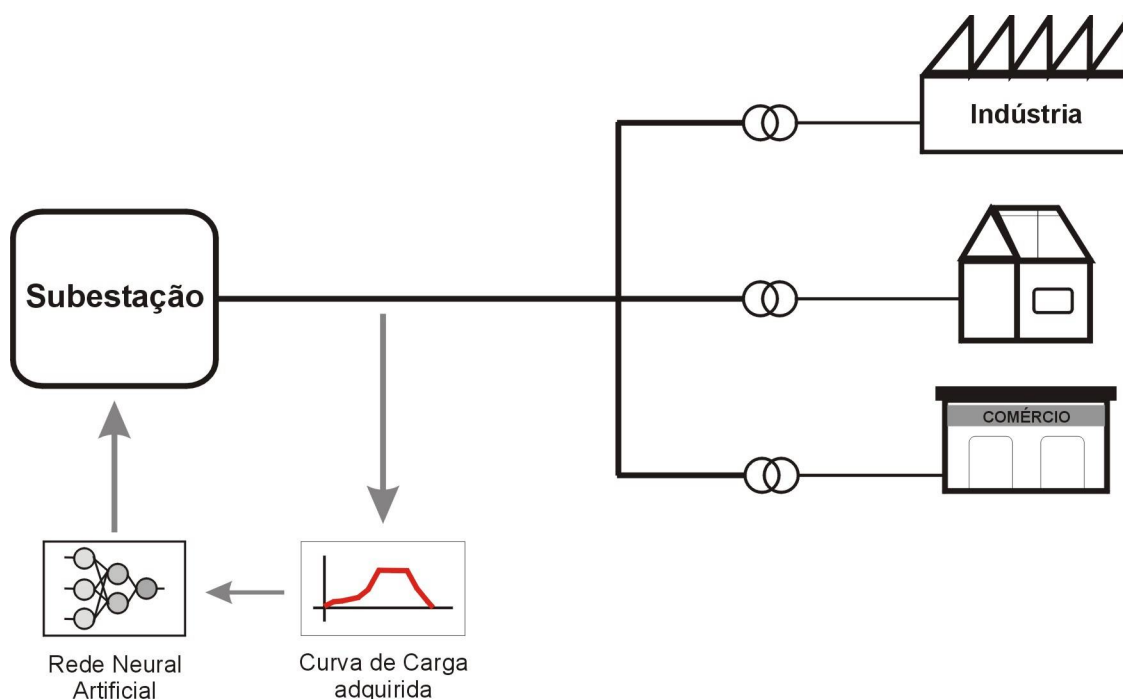 Indústria
Subestação
COMÉRCIO
Rede Neural
Artificial
Curva de Carga
adquirida